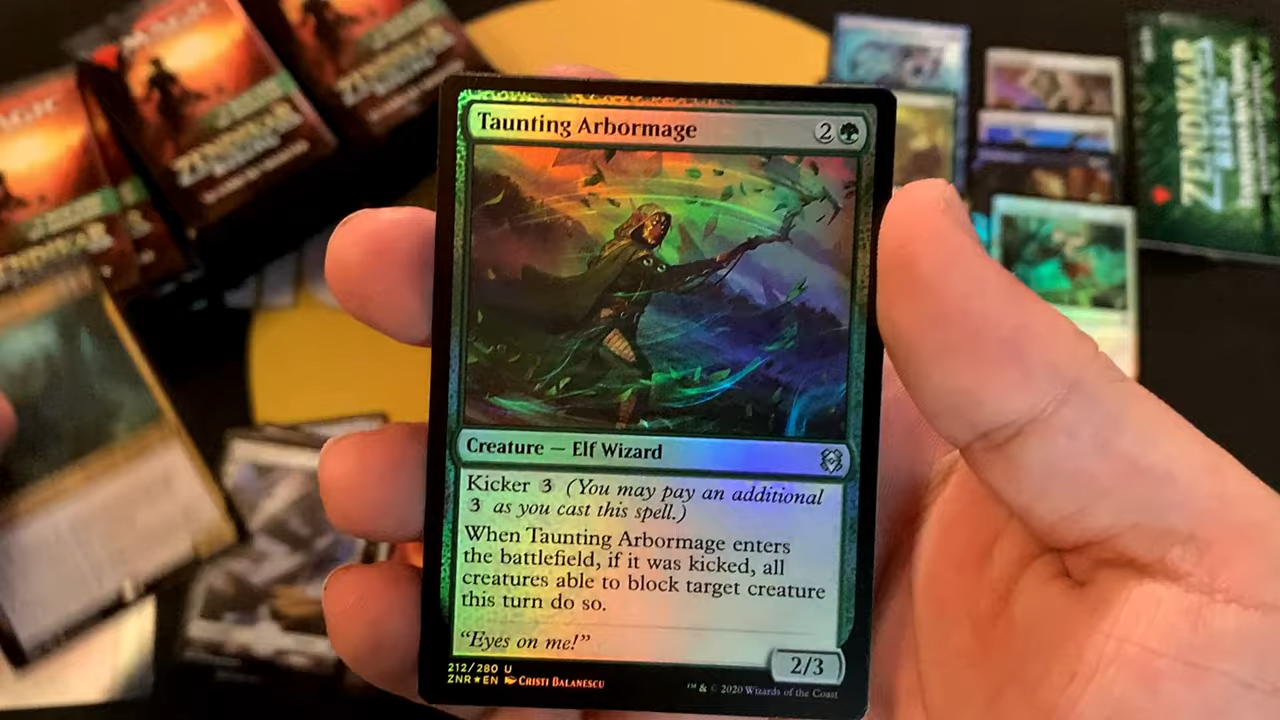 Taunting Arbormage 2
Creature — Elf Wizard
Kicker 3 (You may pay an additional
3 as you cast this spell.)
When Taunting Arbormage enters
the battlefield, if it was kicked, all
creatures able to block target creature
this turn do so.
“Eyes on me!”
2/3
212/280 U
ZNR★EN CRISTI BALANESCU
™ & © 2020 Wizards of the Coast
ZENDIKAR
ZENDIKAR
ZENDIKAR